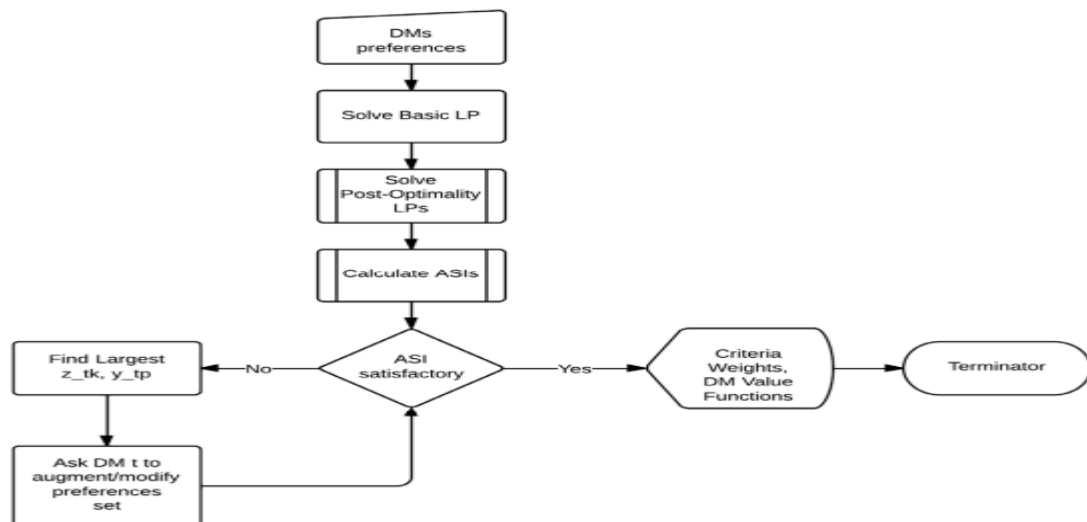 DMs
preferences
Solve Basic LP
Solve
Post-Optimality
LPs
Calculate ASIs
ASI
satisfactory
No
Yes
Find Largest
z_tk, y_tp
Ask DM t to
augment/modify
preferences
set
Criteria
Weights,
DM Value
Functions
Terminator